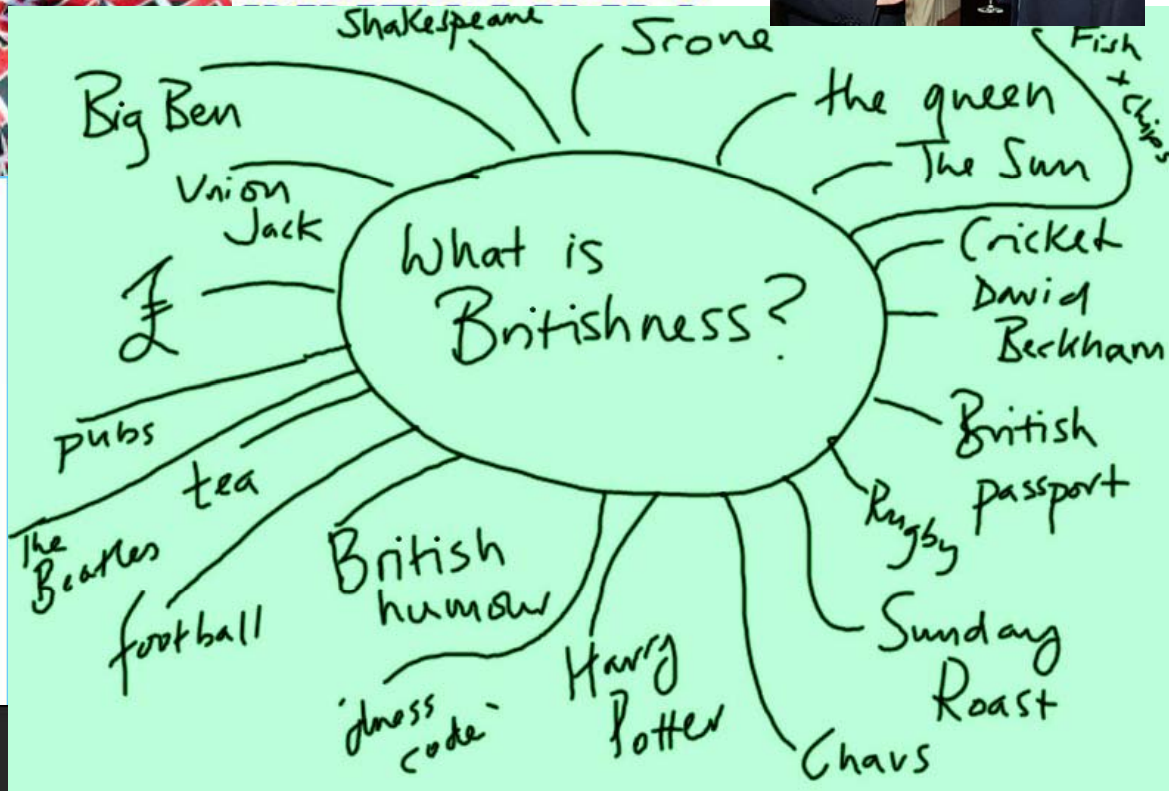 Shakespeare
Srone
Fish
+ Chips
Big Ben
the queen
The Sun
Union
Jack
What is
Britishness?
Cricket
£
David
Beckham
pubs
British
passport
tea
Rugby
The
Beatles
British
humour
football
Sunday
Roast
Harry
Potter
'dress
code'
Chavs